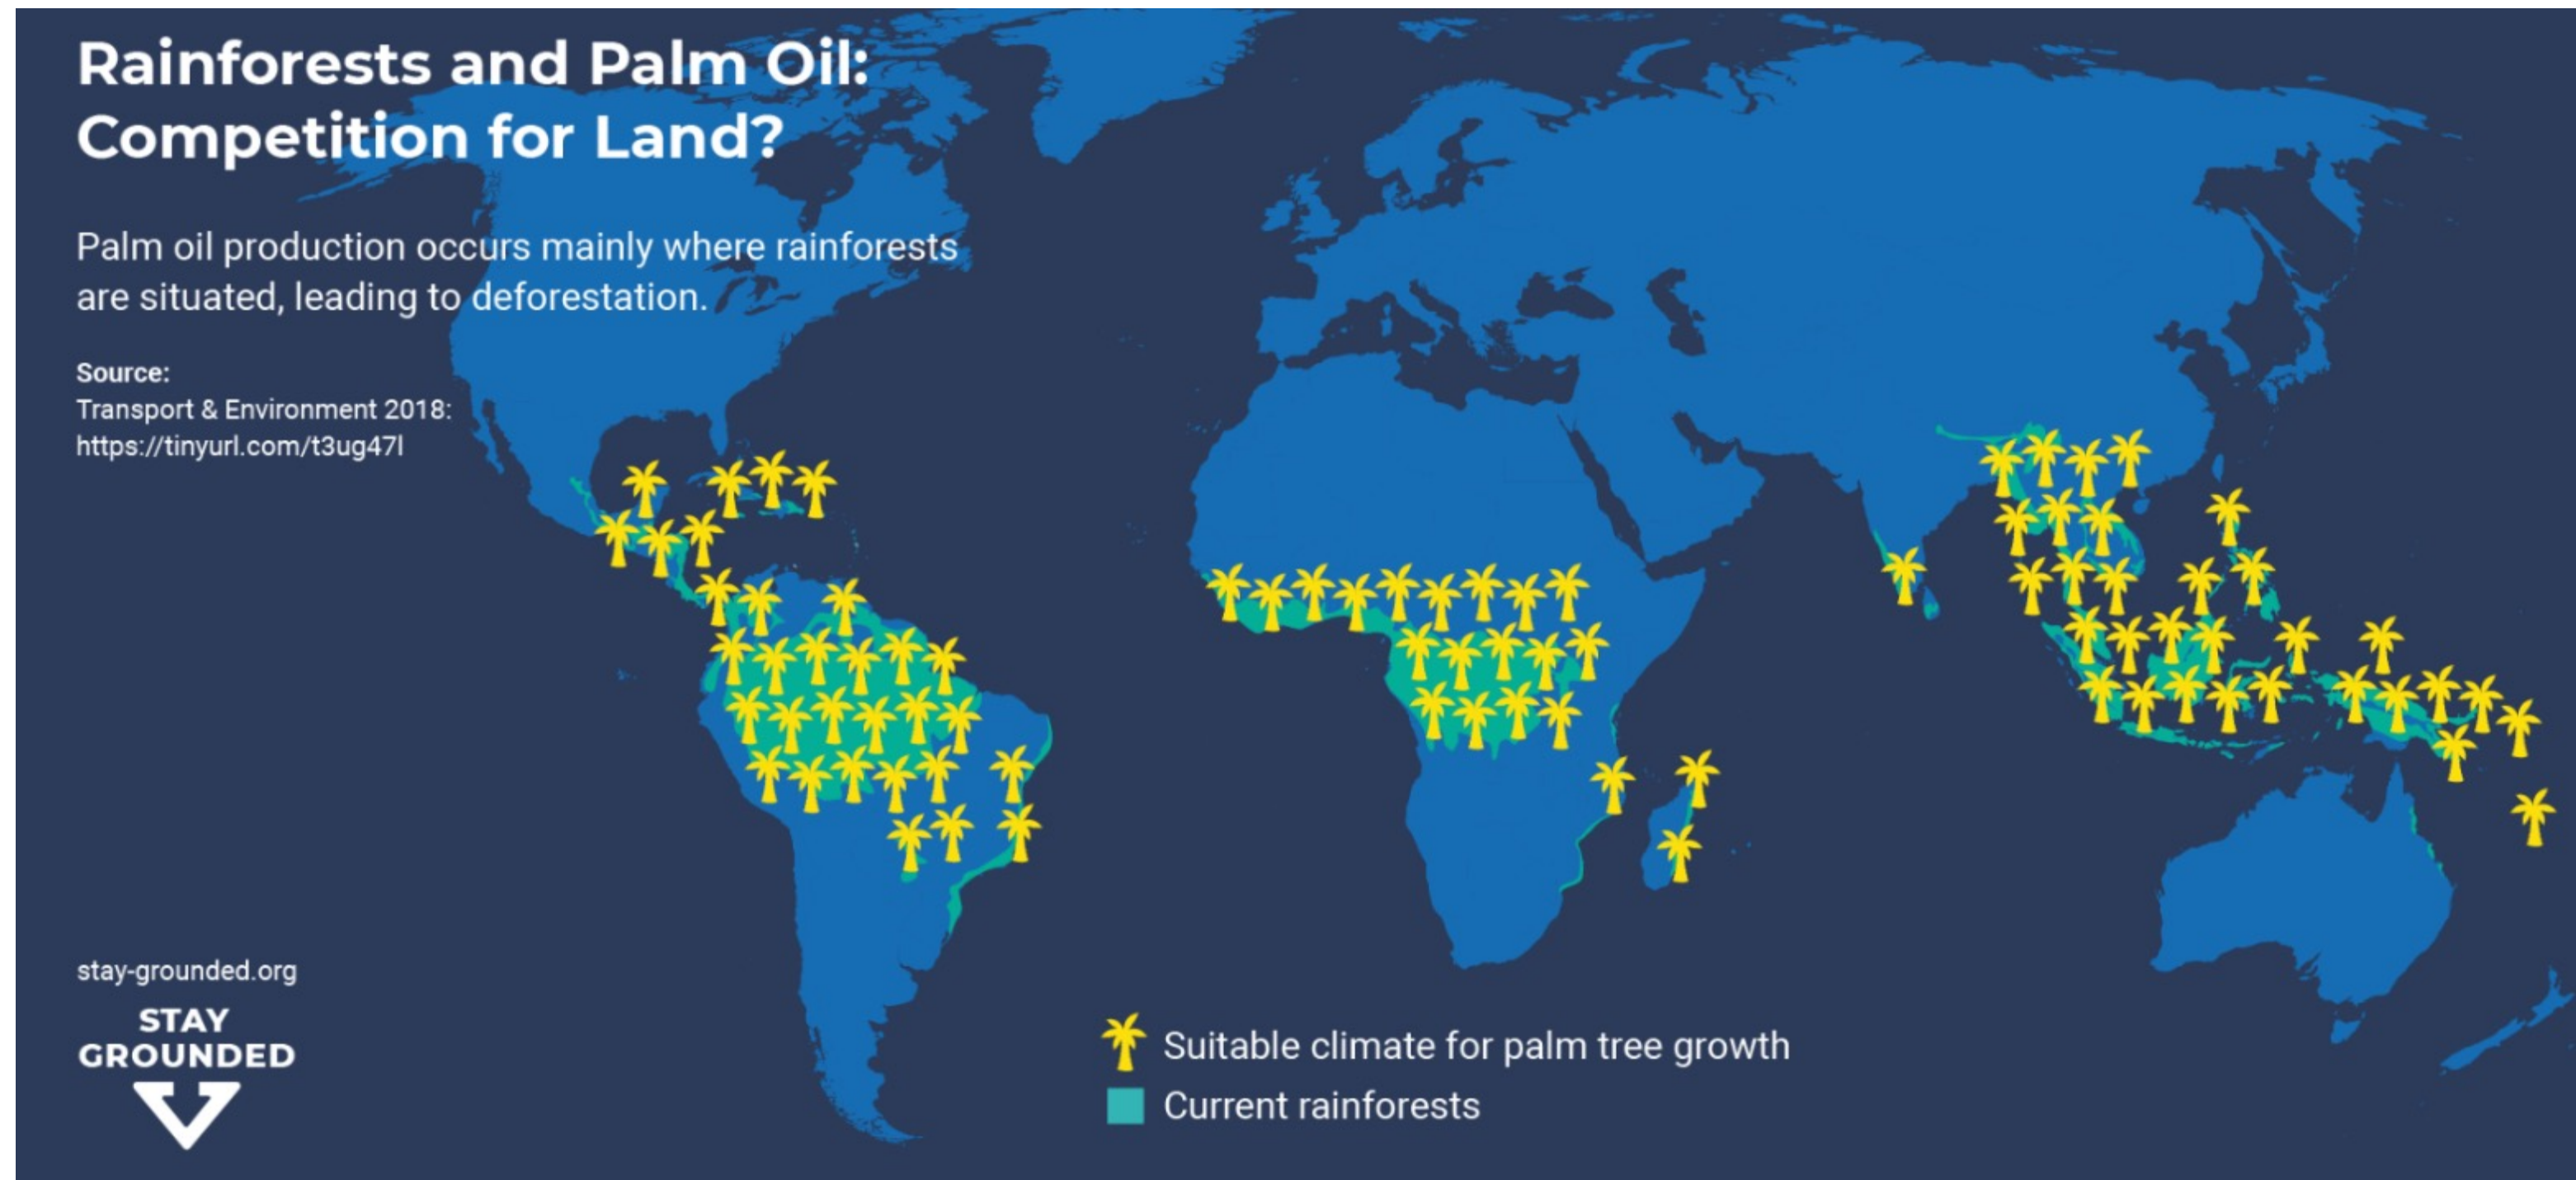 Rainforests and Palm Oil:
Competition for Land?
Palm oil production occurs mainly where rainforests
are situated, leading to deforestation.
Source:
Transport & Environment 2018:
https://tinyurl.com/t3ug47l
stay-grounded.org
STAY
GROUNDED
Suitable climate for palm tree growth
Current rainforests